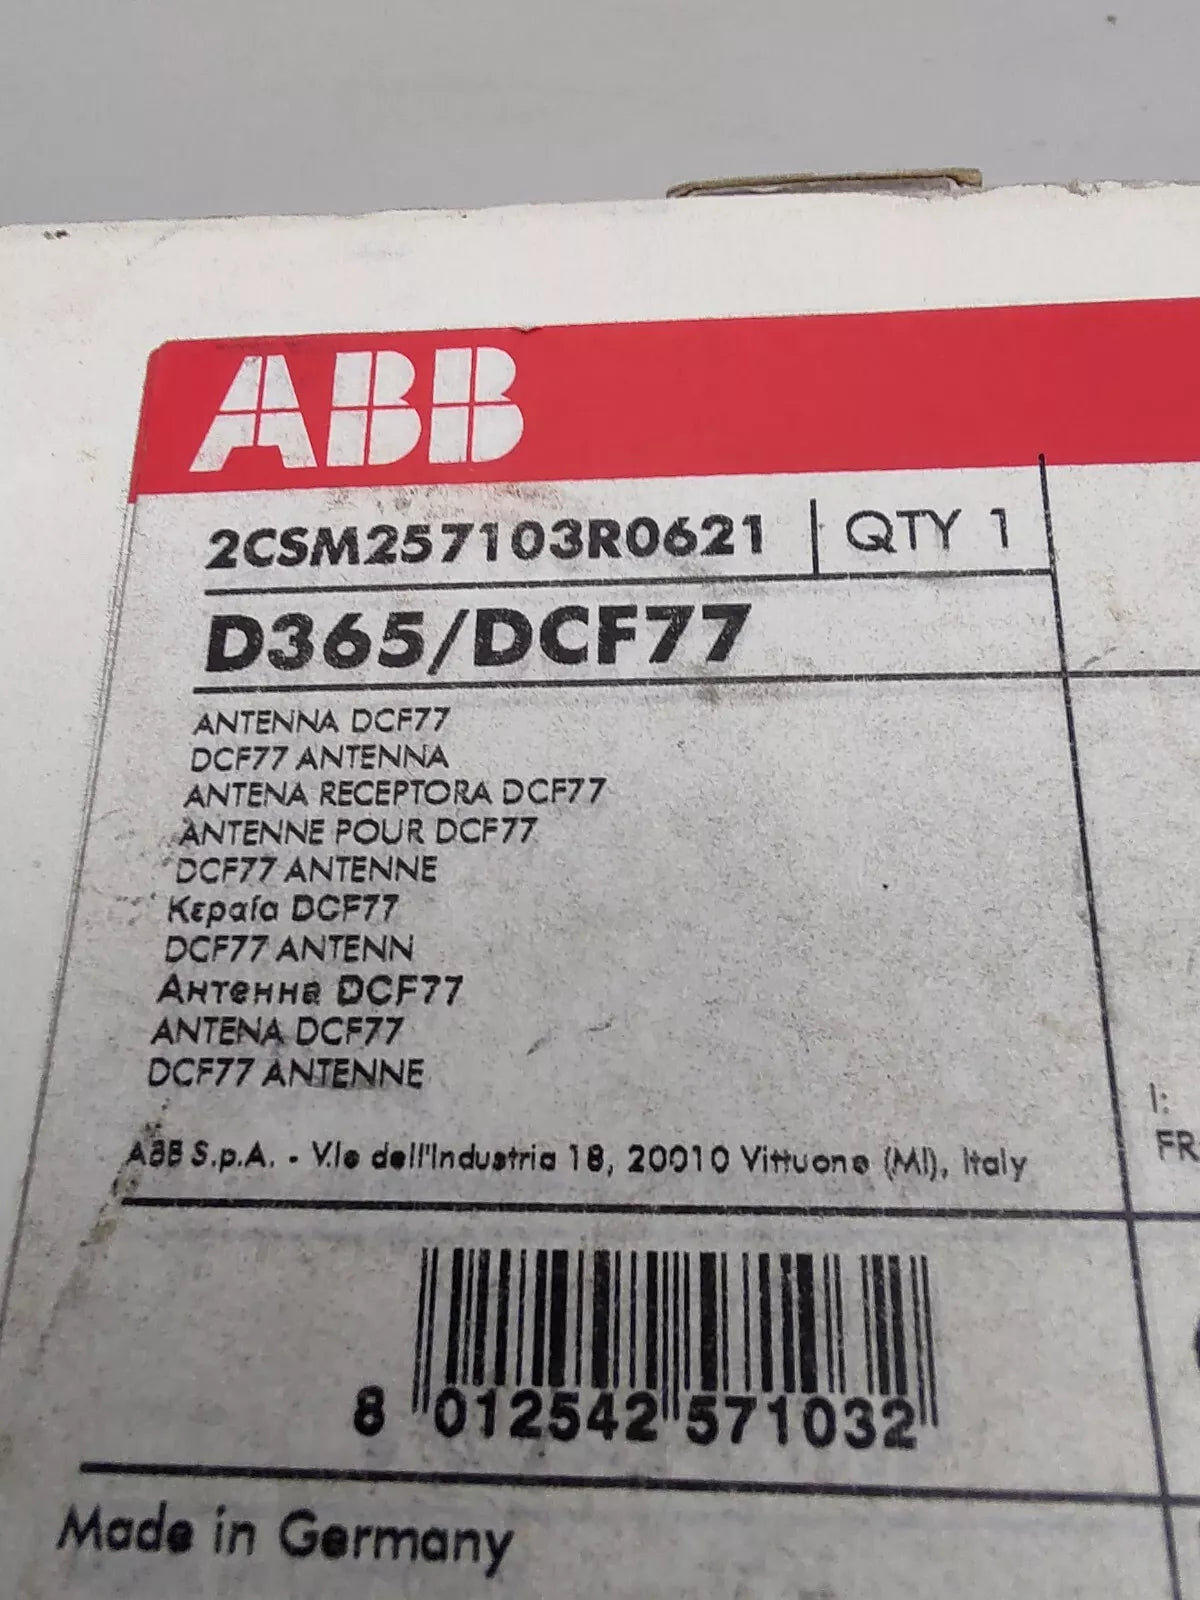 ABB
2CSM257103R0621 QTY 1
D365/DCF77
ANTENNA DCF77
DCF77 ANTENNA
ANTENA RECEPTORA DCF77
ANTENNE POUR DCF77
DCF77 ANTENNE
Κεραία DCF77
DCF77 ANTENN
Антенна DCF77
ANTENA DCF77
DCF77 ANTENNE
I:
FR
ABB S.p.A. - V.le dell'Industria 18, 20010 Vittuone (MI), Italy
8 012542 571032
Made in Germany